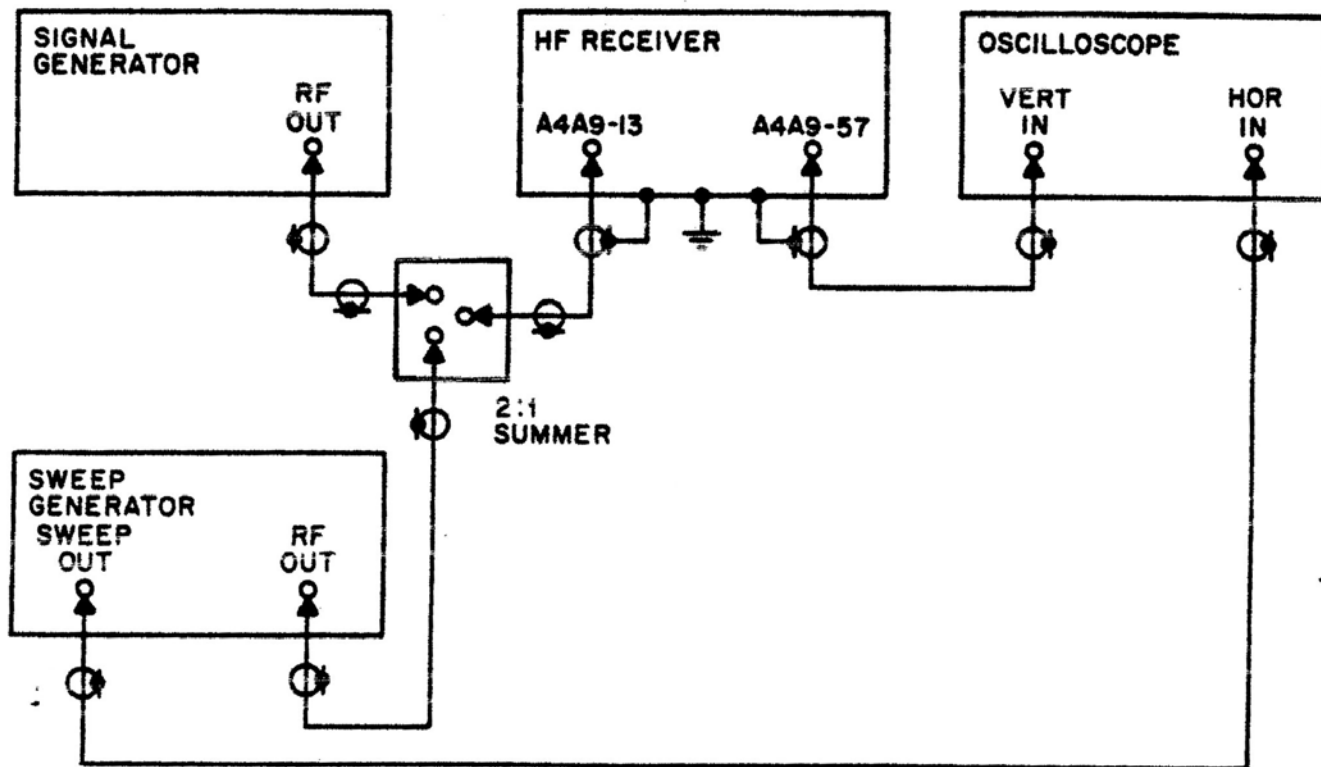 SIGNAL
GENERATOR
RF
OUT
HF RECEIVER
A4A9-13
A4A9-57
OSCILLOSCOPE
VERT
IN
HOR
IN
2:1
SUMMER
SWEEP
GENERATOR
SWEEP
OUT
RF
OUT